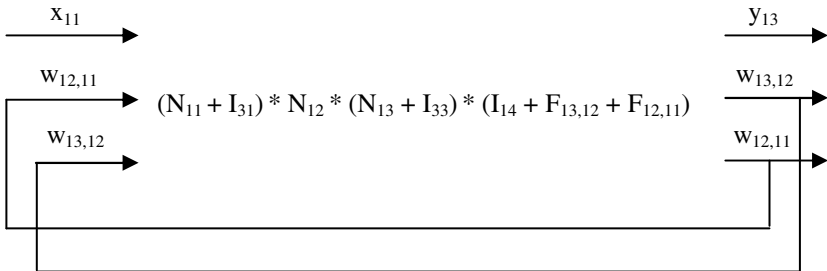 x₁₁ y₁₃
w₁₂,₁₁ (N₁₁ + I₃₁) * N₁₂ * (N₁₃ + I₃₃) * (I₁₄ + F₁₃,₁₂ + F₁₂,₁₁) w₁₃,₁₂
w₁₃,₁₂ w₁₂,₁₁